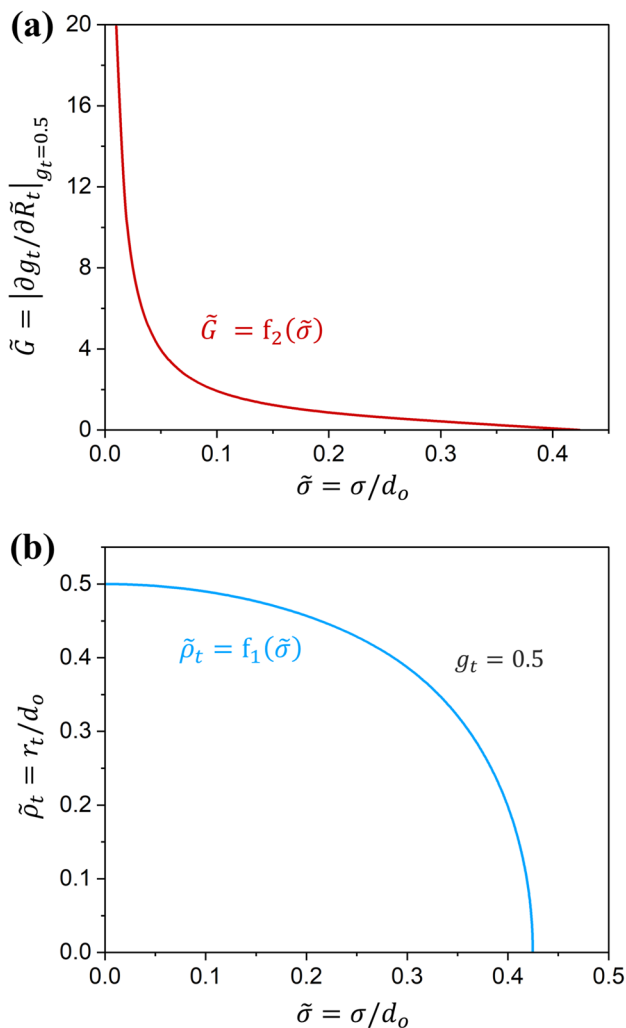 (a)
20
16
12
8
4
0
G̃ = |∂g_t/∂R̃_t|_{g_t=0.5}
G̃ = f₂(σ̃)
0.0 0.1 0.2 0.3 0.4
σ̃ = σ/d_o
(b)
0.5
0.4
0.3
0.2
0.1
0.0
ρ̃_t = r_t/d_o
ρ̃_t = f₁(σ̃)
g_t = 0.5
0.0 0.1 0.2 0.3 0.4 0.5
σ̃ = σ/d_o